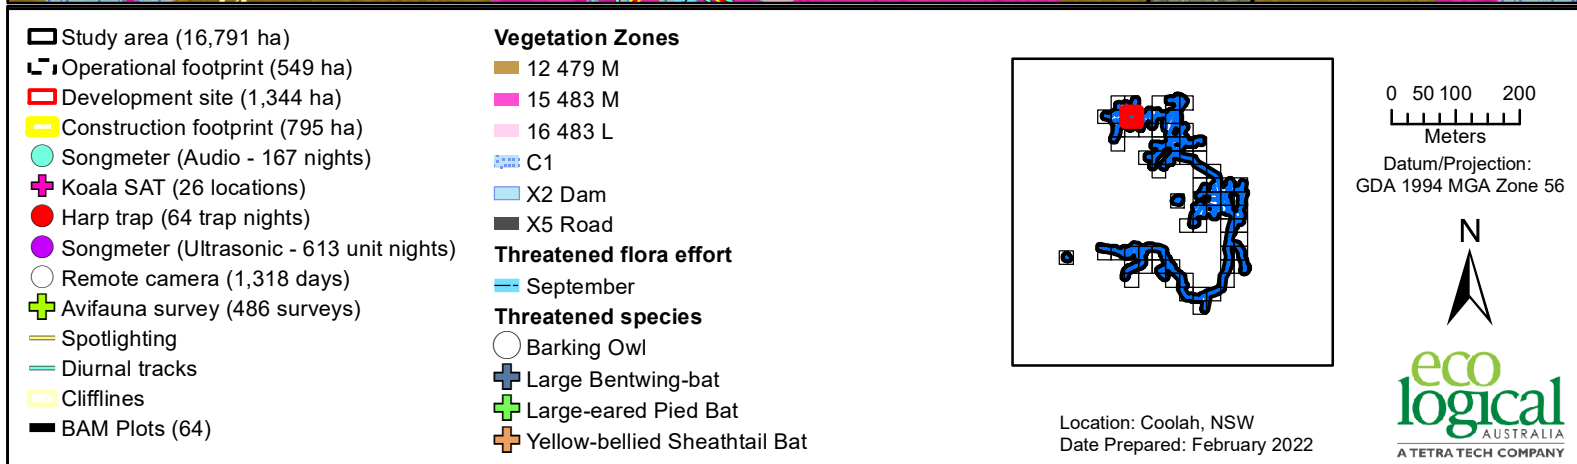 Study area (16,791 ha)
Operational footprint (549 ha)
Development site (1,344 ha)
Construction footprint (795 ha)
Songmeter (Audio - 167 nights)
Koala SAT (26 locations)
Harp trap (64 trap nights)
Songmeter (Ultrasonic - 613 unit nights)
Remote camera (1,318 days)
Avifauna survey (486 surveys)
Spotlighting
Diurnal tracks
Clifflines
BAM Plots (64)
Vegetation Zones
12 479 M
15 483 M
16 483 L
C1
X2 Dam
X5 Road
Threatened flora effort
September
Threatened species
Barking Owl
Large Bentwing-bat
Large-eared Pied Bat
Yellow-bellied Sheathtail Bat
0 50 100 200
Meters
Datum/Projection:
GDA 1994 MGA Zone 56
N
Location: Coolah, NSW
Date Prepared: February 2022
eco
logical
AUSTRALIA
A TETRA TECH COMPANY